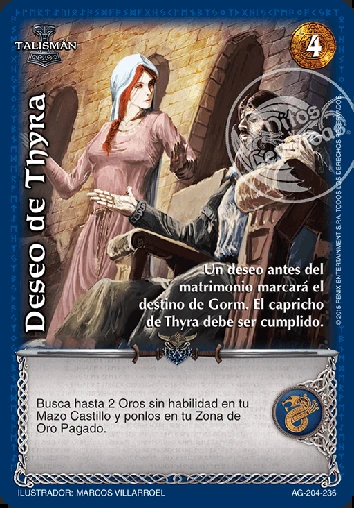 TALISMÁN
4
DESEO DE THYRA
Mitos
Un deseo antes del
matrimonio marcará el
destino de Gorm. El capricho
de Thyra debe ser cumplido.
Busca hasta 2 Oros sin habilidad en tu
Mazo Castillo y ponlos en tu Zona de
Oro Pagado.
ILUSTRADOR: MARCOS VILLARROEL
AG-204-236